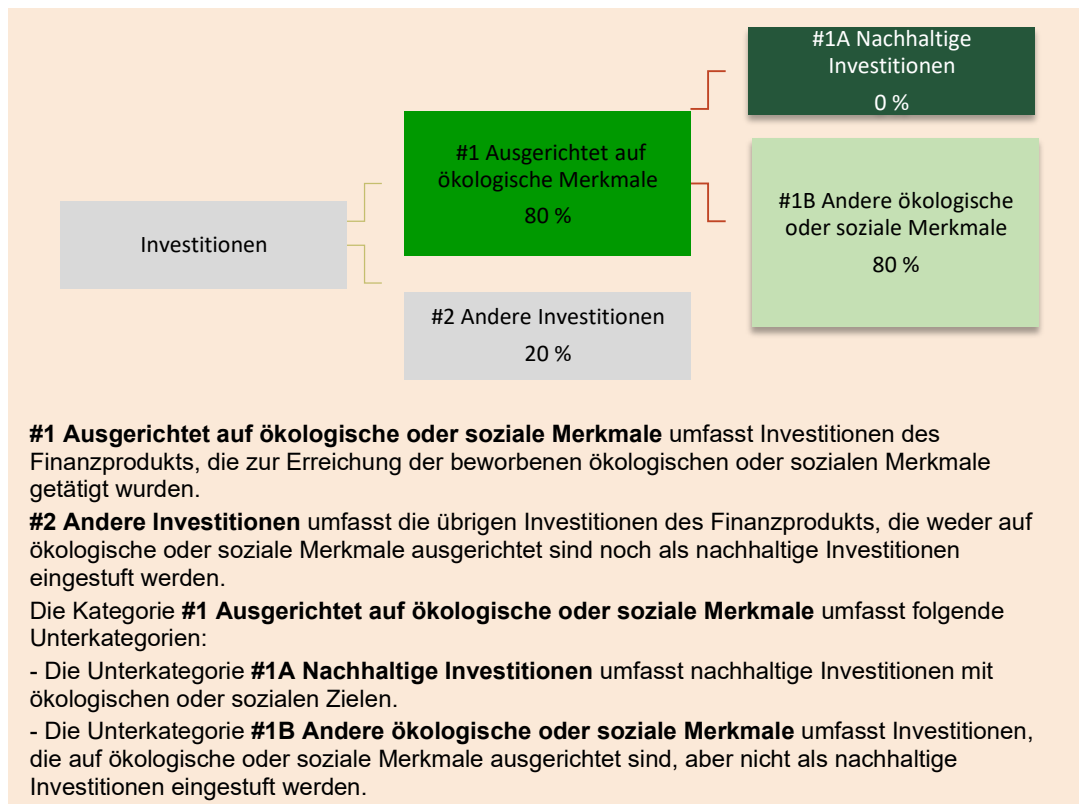 #1A Nachhaltige
Investitionen
0 %
#1 Ausgerichtet auf
ökologische Merkmale
80 %
#1B Andere ökologische
oder soziale Merkmale
80 %
Investitionen
#2 Andere Investitionen
20 %
#1 Ausgerichtet auf ökologische oder soziale Merkmale umfasst Investitionen des
Finanzprodukts, die zur Erreichung der beworbenen ökologischen oder sozialen Merkmale
getätigt wurden.
#2 Andere Investitionen umfasst die übrigen Investitionen des Finanzprodukts, die weder auf
ökologische oder soziale Merkmale ausgerichtet sind noch als nachhaltige Investitionen
eingestuft werden.
Die Kategorie #1 Ausgerichtet auf ökologische oder soziale Merkmale umfasst folgende
Unterkategorien:
- Die Unterkategorie #1A Nachhaltige Investitionen umfasst nachhaltige Investitionen mit
ökologischen oder sozialen Zielen.
- Die Unterkategorie #1B Andere ökologische oder soziale Merkmale umfasst Investitionen,
die auf ökologische oder soziale Merkmale ausgerichtet sind, aber nicht als nachhaltige
Investitionen eingestuft werden.